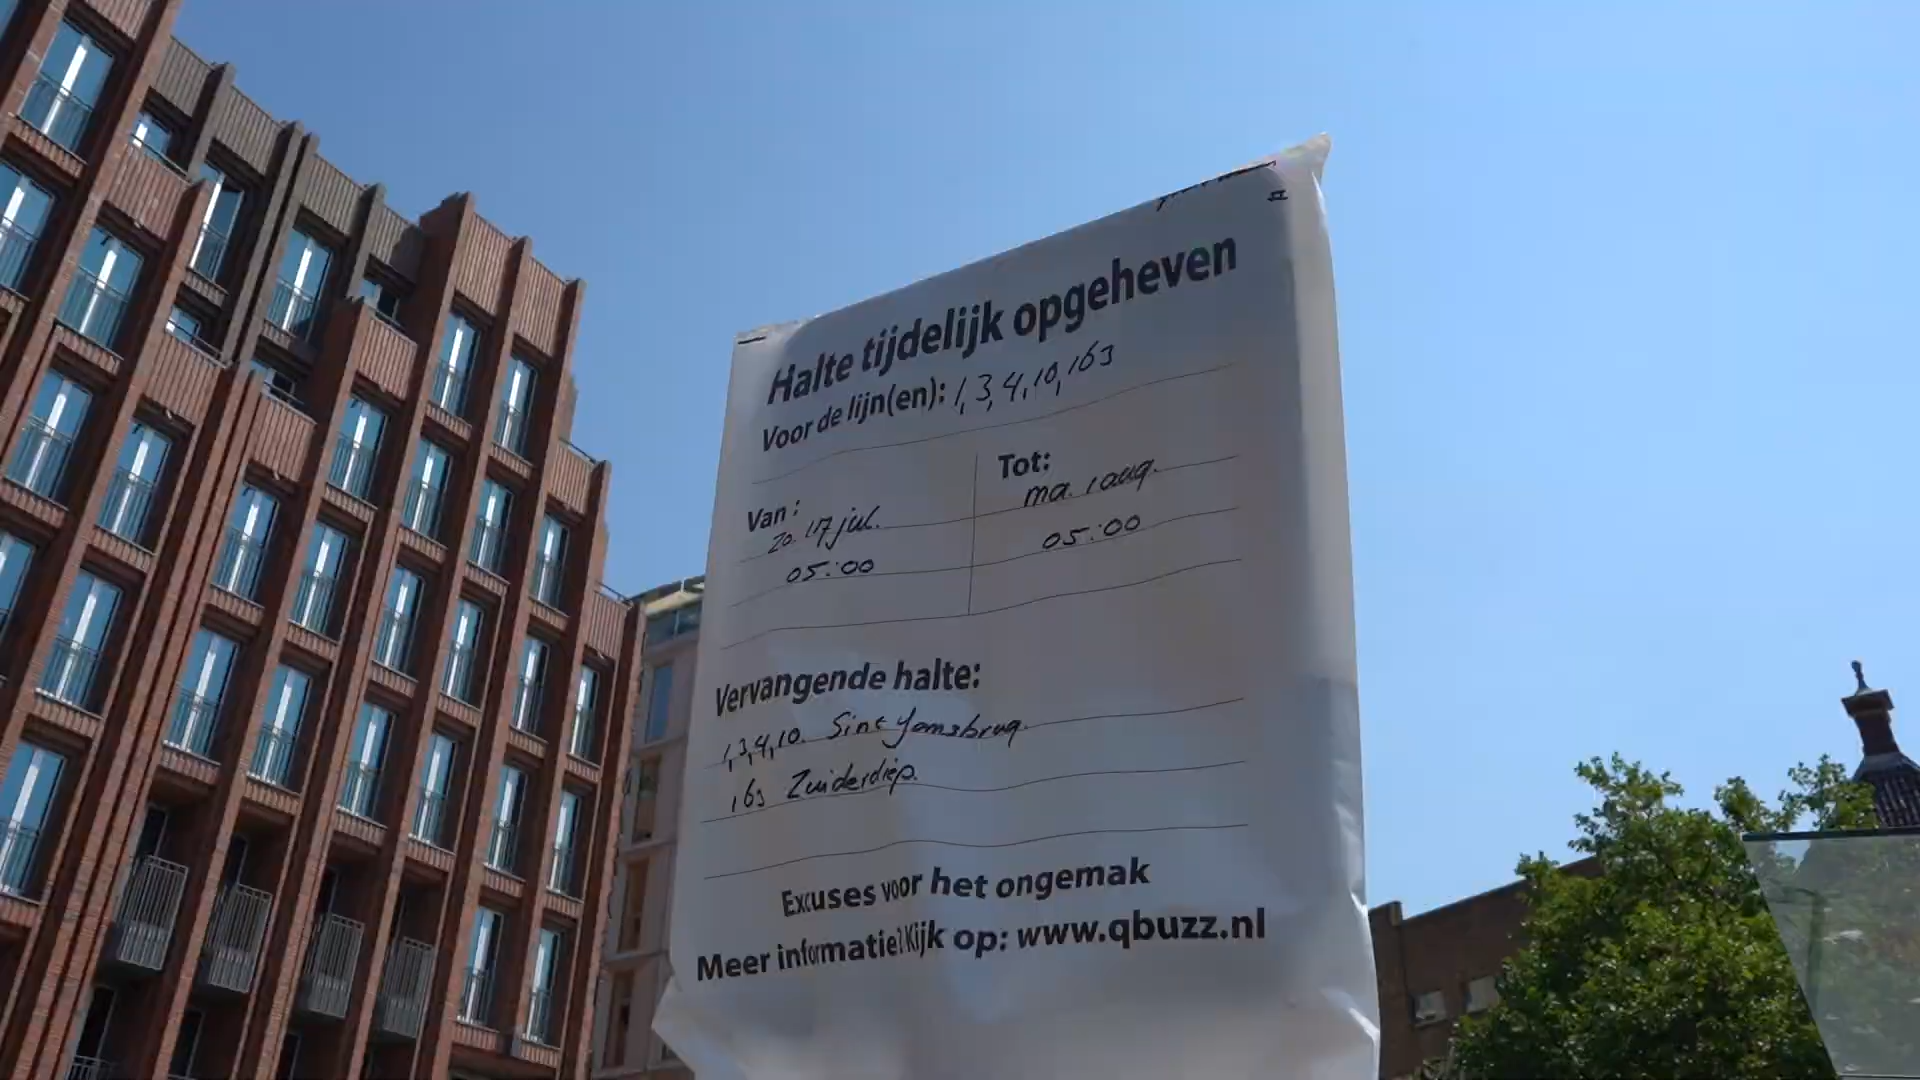 Halte tijdelijk opgeheven
Voor de lijn(en): 1, 3, 4, 10, 163
Van:
zo. 17 jul.
05:00
Tot:
ma. 1 aug.
05:00
Vervangende halte:
1, 3, 4, 10. Sint Jansbrug.
163 Zuiderdiep.
Excuses voor het ongemak
Meer informatie? Kijk op: www.qbuzz.nl